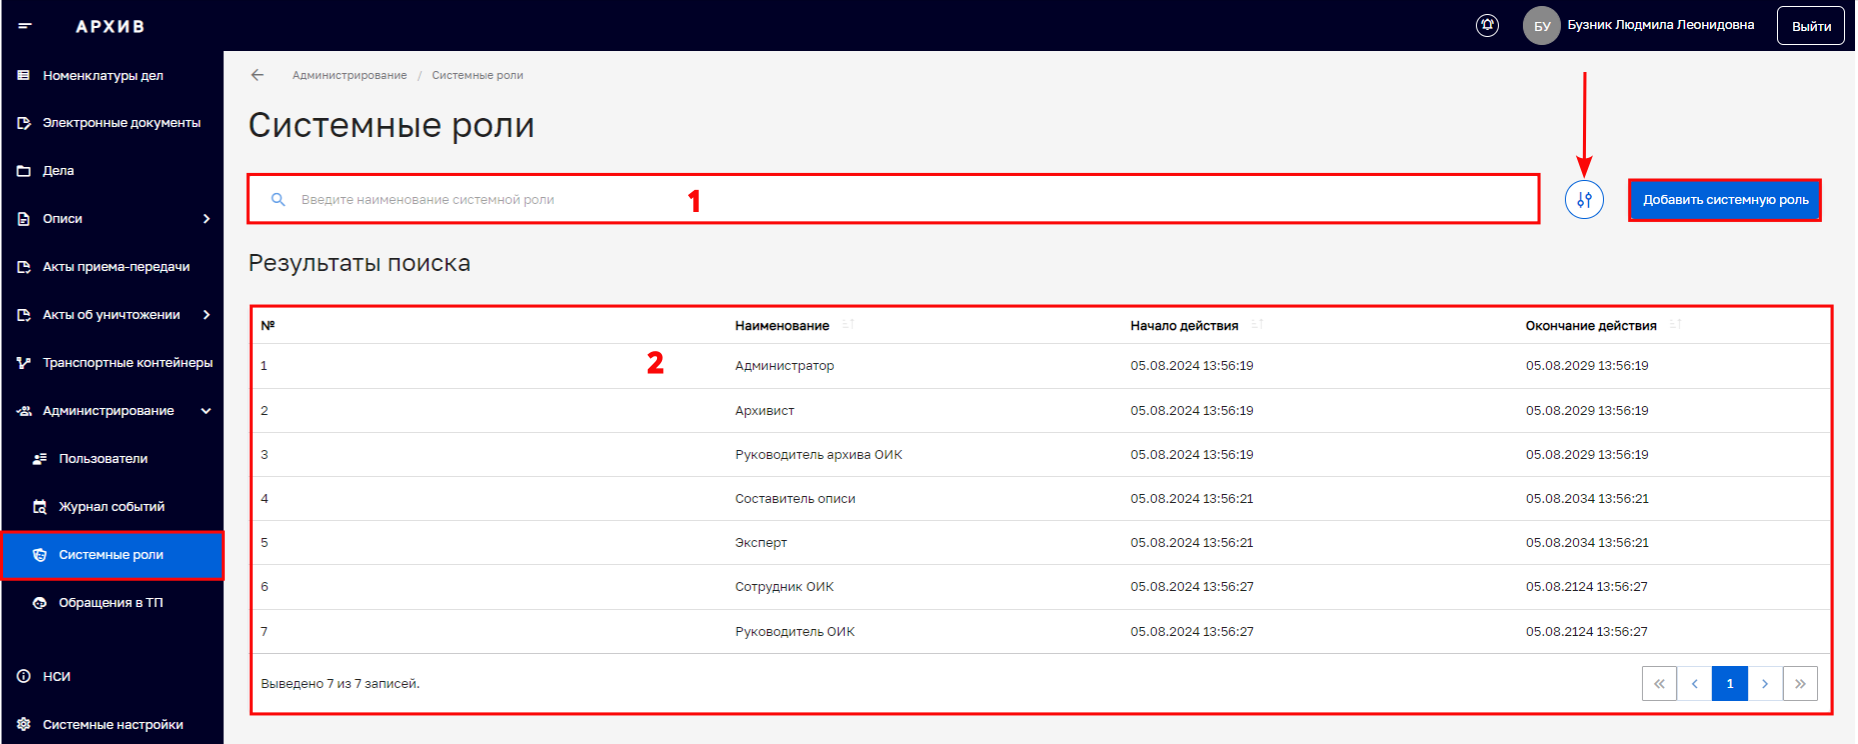 АРХИВ
БУ Бузник Людмила Леонидовна Выйти
Номенклатуры дел
Электронные документы
Дела
Описи
Акты приема-передачи
Акты об уничтожении
Транспортные контейнеры
Администрирование
Пользователи
Журнал событий
Системные роли
Обращения в ТП
НСИ
Системные настройки
Администрирование / Системные роли
Системные роли
Введите наименование системной роли 1
Добавить системную роль
Результаты поиска
№ Наименование Начало действия Окончание действия
2
1 Администратор 05.08.2024 13:56:19 05.08.2029 13:56:19
2 Архивист 05.08.2024 13:56:19 05.08.2029 13:56:19
3 Руководитель архива ОИК 05.08.2024 13:56:19 05.08.2029 13:56:19
4 Составитель описи 05.08.2024 13:56:21 05.08.2034 13:56:21
5 Эксперт 05.08.2024 13:56:21 05.08.2034 13:56:21
6 Сотрудник ОИК 05.08.2024 13:56:27 05.08.2124 13:56:27
7 Руководитель ОИК 05.08.2024 13:56:27 05.08.2124 13:56:27
Выведено 7 из 7 записей.
« ‹ 1 › »